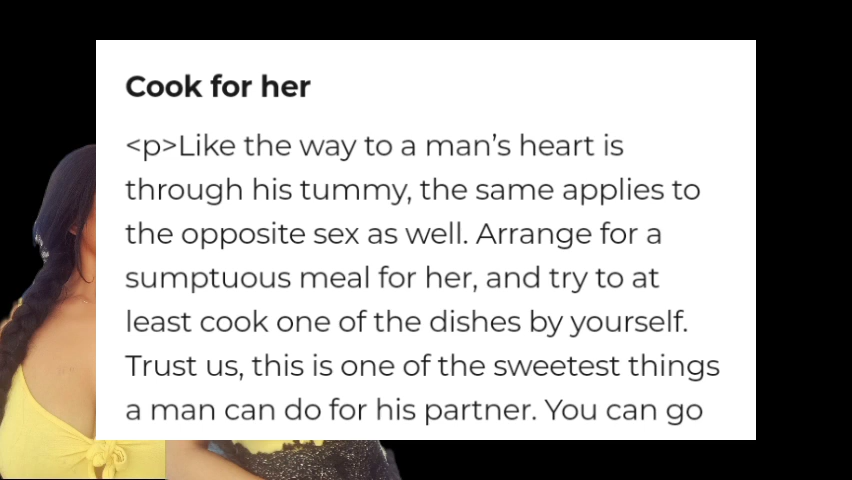 Cook for her
<p>Like the way to a man’s heart is
through his tummy, the same applies to
the opposite sex as well. Arrange for a
sumptuous meal for her, and try to at
least cook one of the dishes by yourself.
Trust us, this is one of the sweetest things
a man can do for his partner. You can go